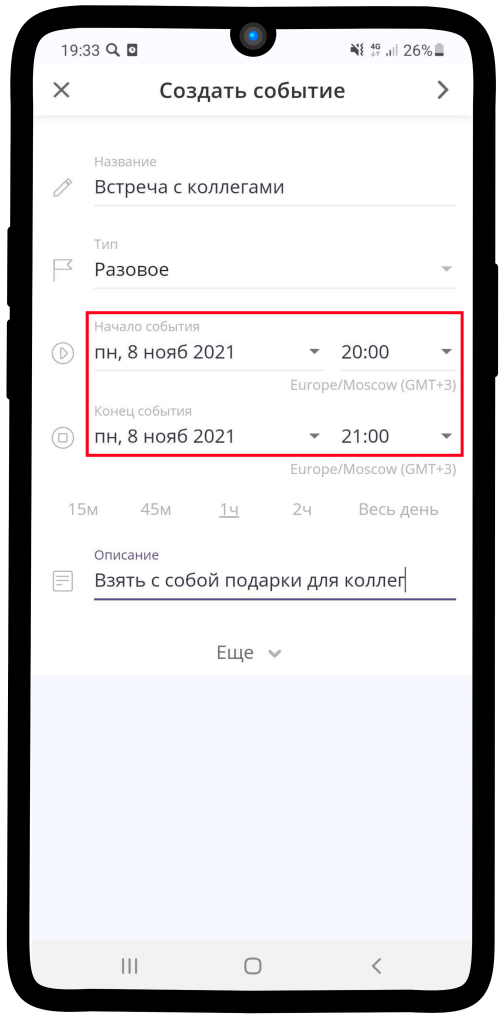 19:33 4G 26%
Создать событие
Название
Встреча с коллегами
Тип
Разовое
Начало события
пн, 8 нояб 2021 20:00
Europe/Moscow (GMT+3)
Конец события
пн, 8 нояб 2021 21:00
Europe/Moscow (GMT+3)
15м 45м 1ч 2ч Весь день
Описание
Взять с собой подарки для коллег
Еще